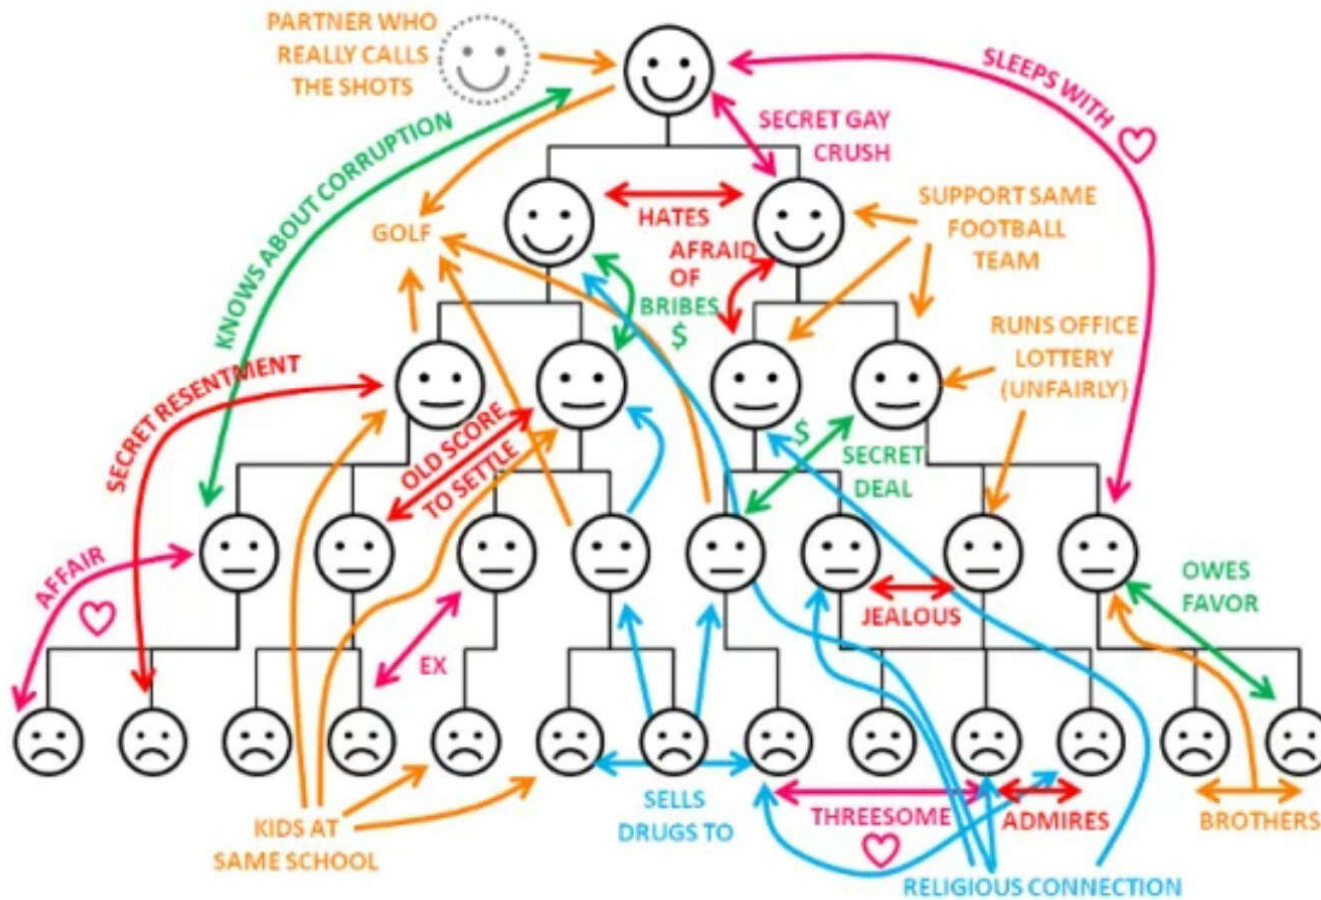 PARTNER WHO
REALLY CALLS
THE SHOTS
SLEEPS WITH
SECRET GAY
CRUSH
KNOWS ABOUT CORRUPTION
HATES
SUPPORT SAME
FOOTBALL
TEAM
GOLF
AFRAID
OF
BRIBES
$
RUNS OFFICE
LOTTERY
(UNFAIRLY)
SECRET RESENTMENT
OLD SCORE
TO SETTLE
$
SECRET
DEAL
AFFAIR
JEALOUS
OWES
FAVOR
EX
SELLS
DRUGS TO
THREESOME
ADMIRES
BROTHERS
KIDS AT
SAME SCHOOL
RELIGIOUS CONNECTION